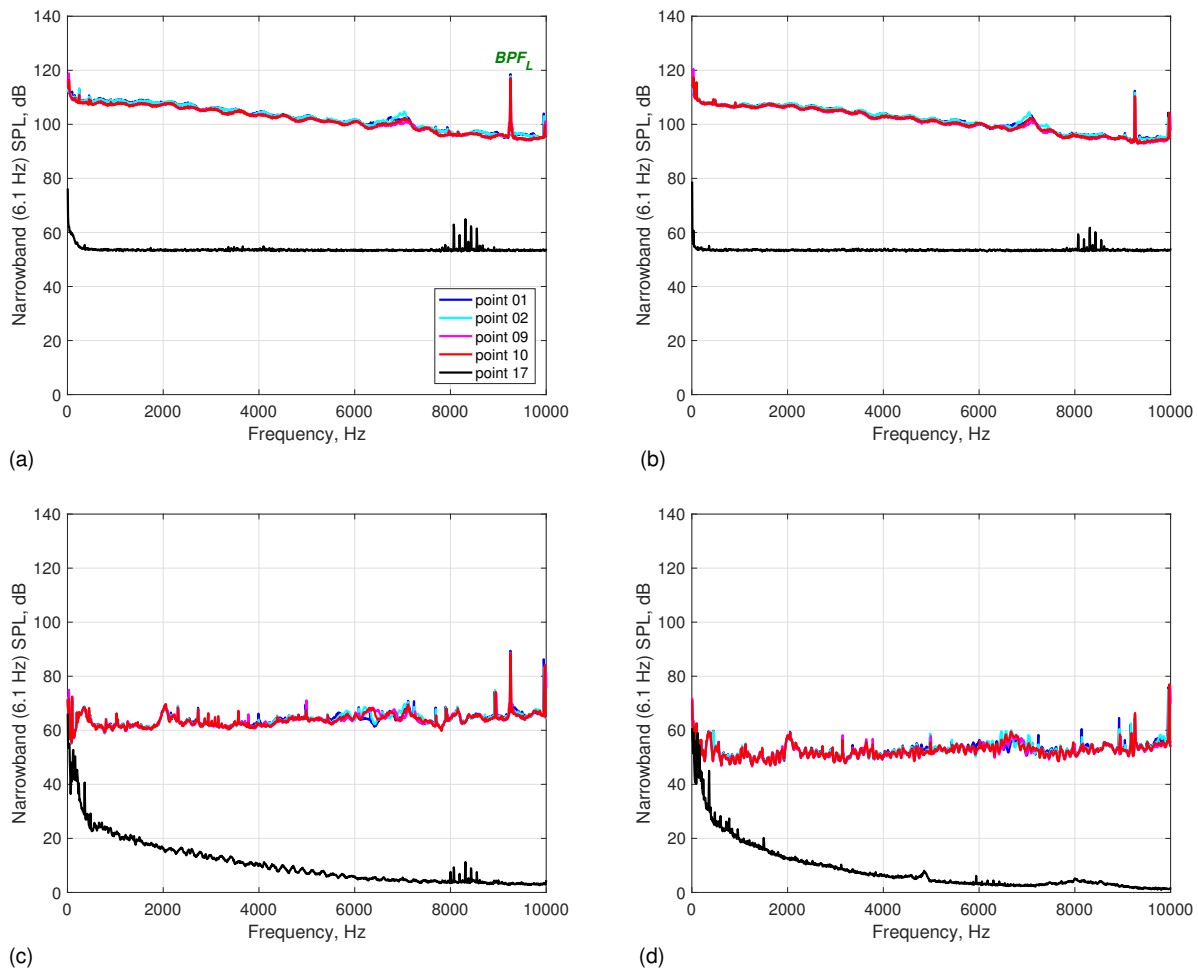 140
120
100
80
60
40
20
0
Narrowband (6.1 Hz) SPL, dB
BPF_L
point 01
point 02
point 09
point 10
point 17
0 2000 4000 6000 8000 10000
Frequency, Hz
(a)
140
120
100
80
60
40
20
0
Narrowband (6.1 Hz) SPL, dB
0 2000 4000 6000 8000 10000
Frequency, Hz
(b)
140
120
100
80
60
40
20
0
Narrowband (6.1 Hz) SPL, dB
0 2000 4000 6000 8000 10000
Frequency, Hz
(c)
140
120
100
80
60
40
20
0
Narrowband (6.1 Hz) SPL, dB
0 2000 4000 6000 8000 10000
Frequency, Hz
(d)